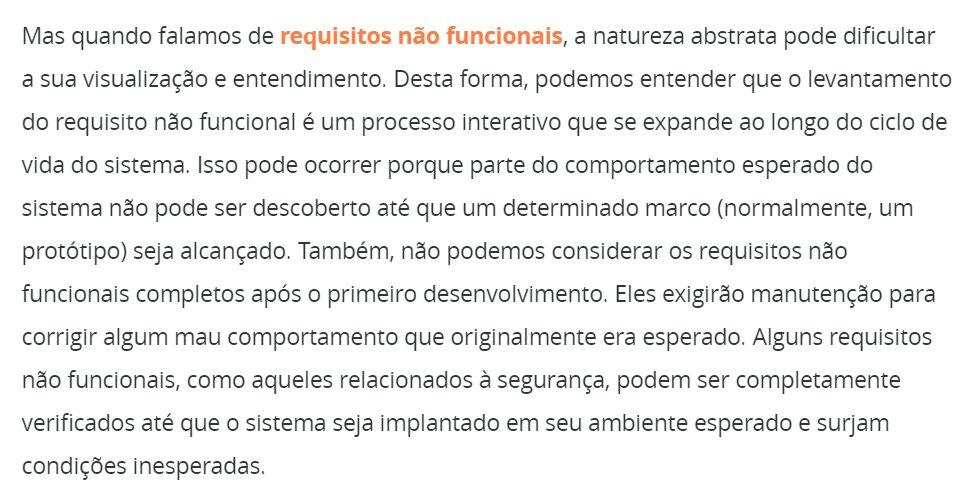 Mas quando falamos de requisitos não funcionais, a natureza abstrata pode dificultar
a sua visualização e entendimento. Desta forma, podemos entender que o levantamento
do requisito não funcional é um processo interativo que se expande ao longo do ciclo de
vida do sistema. Isso pode ocorrer porque parte do comportamento esperado do
sistema não pode ser descoberto até que um determinado marco (normalmente, um
protótipo) seja alcançado. Também, não podemos considerar os requisitos não
funcionais completos após o primeiro desenvolvimento. Eles exigirão manutenção para
corrigir algum mau comportamento que originalmente era esperado. Alguns requisitos
não funcionais, como aqueles relacionados à segurança, podem ser completamente
verificados até que o sistema seja implantado em seu ambiente esperado e surjam
condições inesperadas.